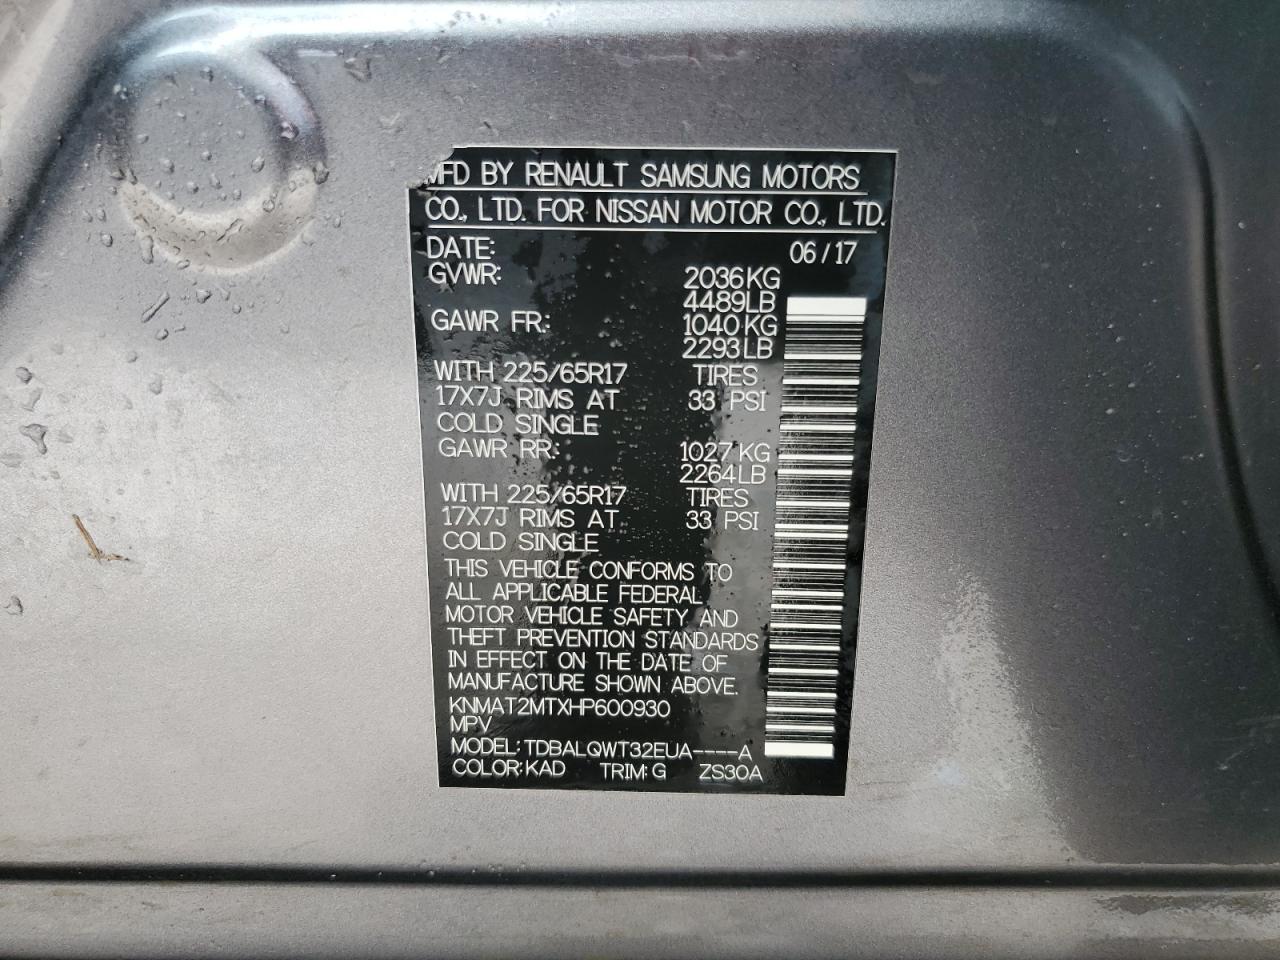 MFD BY RENAULT SAMSUNG MOTORS
CO., LTD. FOR NISSAN MOTOR CO., LTD.
DATE: 06/17
GVWR: 2036KG
4489LB
GAWR FR: 1040KG
2293LB
WITH 225/65R17 TIRES
17X7J RIMS AT 33 PSI
COLD SINGLE
GAWR RR: 1027KG
2264LB
WITH 225/65R17 TIRES
17X7J RIMS AT 33 PSI
COLD SINGLE
THIS VEHICLE CONFORMS TO
ALL APPLICABLE FEDERAL
MOTOR VEHICLE SAFETY AND
THEFT PREVENTION STANDARDS
IN EFFECT ON THE DATE OF
MANUFACTURE SHOWN ABOVE.
KNMAT2MTXHP600930
MPV
MODEL: TDBALQWT32EUA----A
COLOR: KAD TRIM: G ZS30A